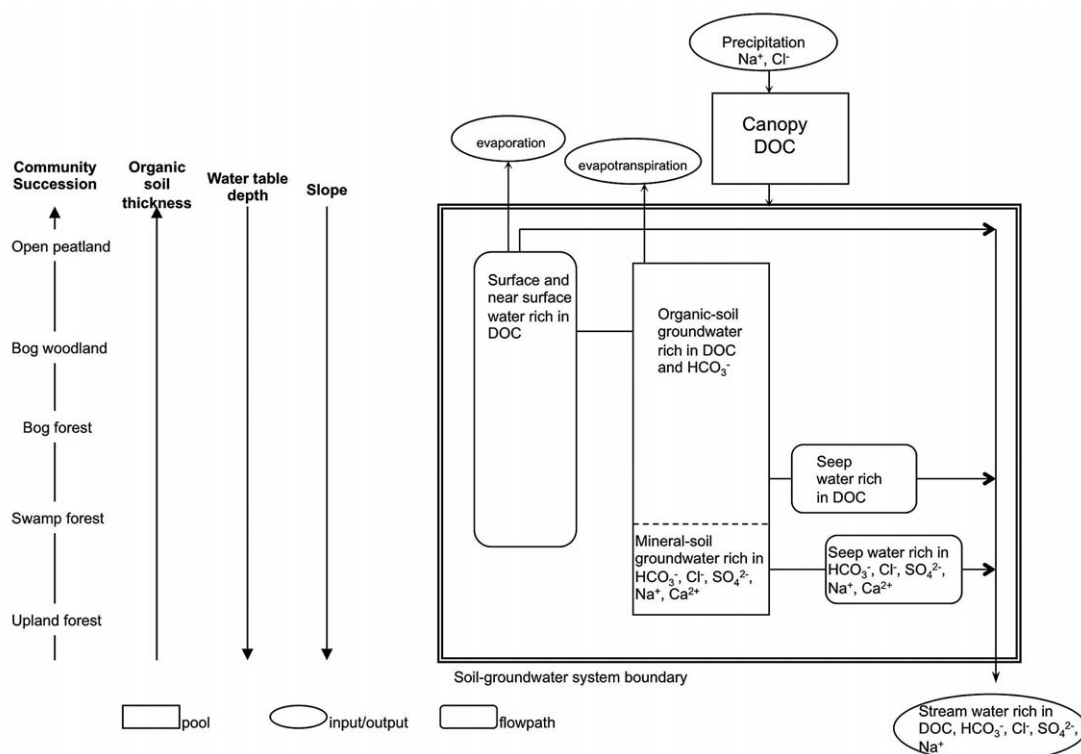 Precipitation
Na⁺, Cl⁻
Canopy
DOC
evaporation
evapotranspiration
Community
Succession
Organic
soil
thickness
Water table
depth
Slope
Open peatland
Bog woodland
Bog forest
Swamp forest
Upland forest
Surface and
near surface
water rich in
DOC
Organic-soil
groundwater
rich in DOC
and HCO₃⁻
Seep
water rich
in DOC
Mineral-soil
groundwater rich in
HCO₃⁻, Cl⁻, SO₄²⁻,
Na⁺, Ca²⁺
Seep water rich in
HCO₃⁻, Cl⁻, SO₄²⁻,
Na⁺, Ca²⁺
Soil-groundwater system boundary
pool
input/output
flowpath
Stream water rich in
DOC, HCO₃⁻, Cl⁻, SO₄²⁻,
Na⁺